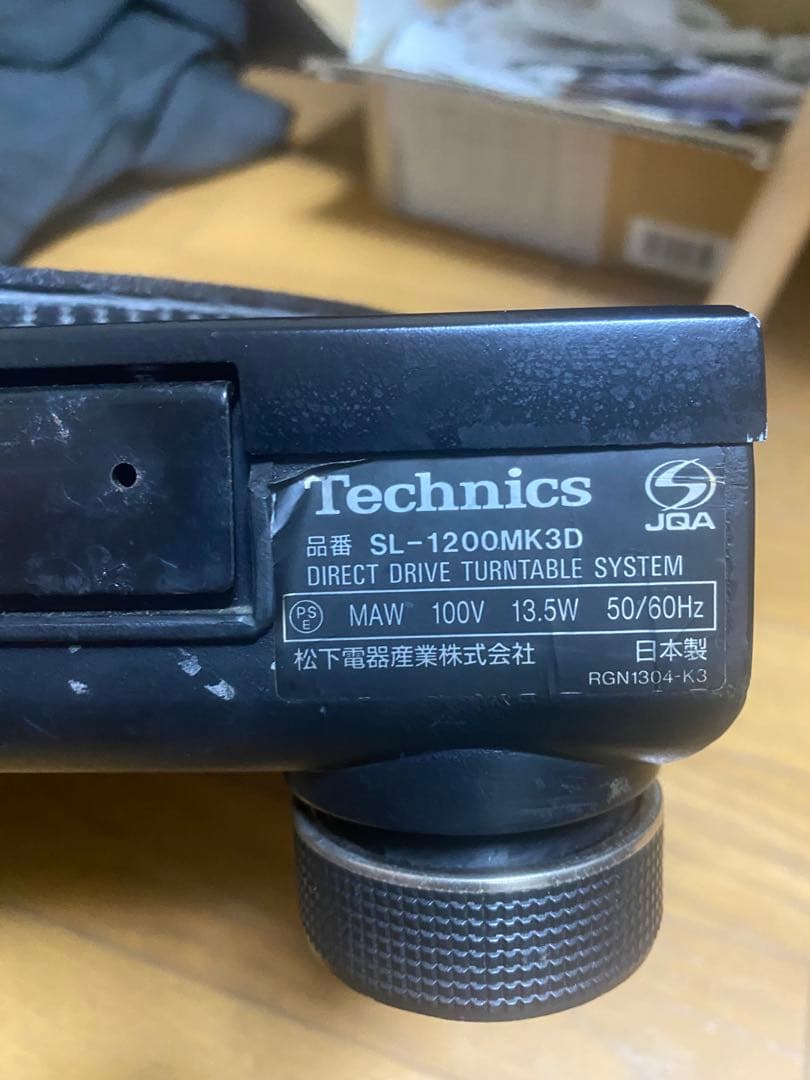 Technics
JQA
品番 SL-1200MK3D
DIRECT DRIVE TURNTABLE SYSTEM
PS E MAW 100V 13.5W 50/60Hz
松下電器産業株式会社 日本製
RGN1304-K3